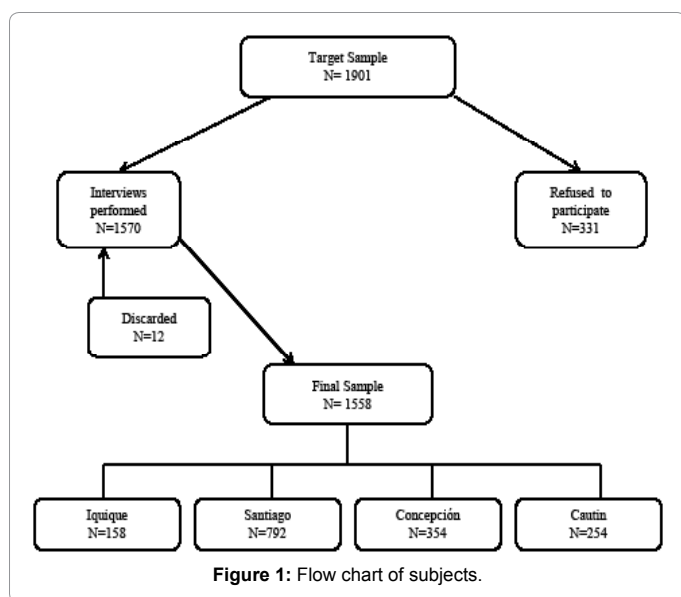 Target Sample
N= 1901
Interviews
performed
N=1570
Refused to
participate
N=331
Discarded
N=12
Final Sample
N= 1558
Iquique
N=158
Santiago
N=792
Concepción
N=354
Cautin
N=254
Figure 1: Flow chart of subjects.